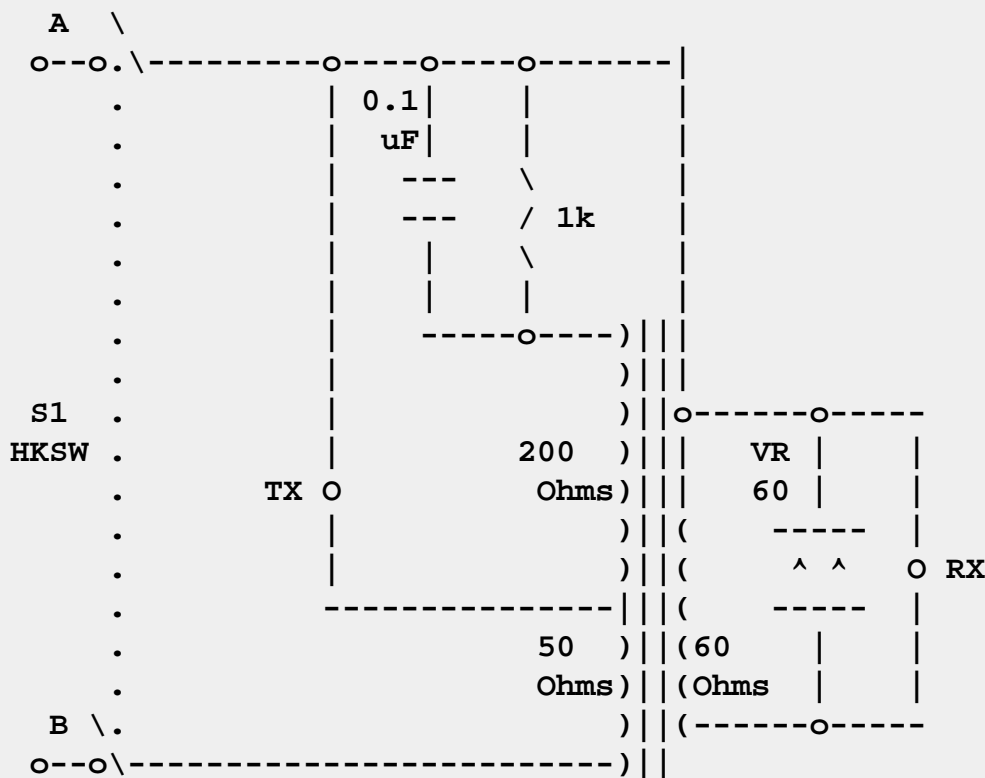 A
0.1
uF
1k
S1
HKSW 200 VR
TX Ohms 60
RX
50 60
Ohms Ohms
B